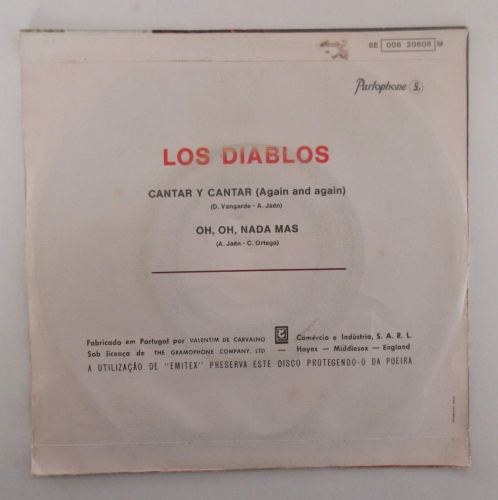 8E 006 20606 M
Parlophone
LOS DIABLOS
CANTAR Y CANTAR (Again and again)
(D. Vangarde - A. Jaén)
OH, OH, NADA MAS
(A. Jaén - C. Ortega)
Fabricado em Portugal por VALENTIM DE CARVALHO Comércio e Indústria, S. A. R. L.
Sob licença de THE GRAMOPHONE COMPANY, LTD. — Hayes — Middlesex — England
A UTILIZAÇÃO DE "EMITEX" PRESERVA ESTE DISCO PROTEGENDO-O DA POEIRA